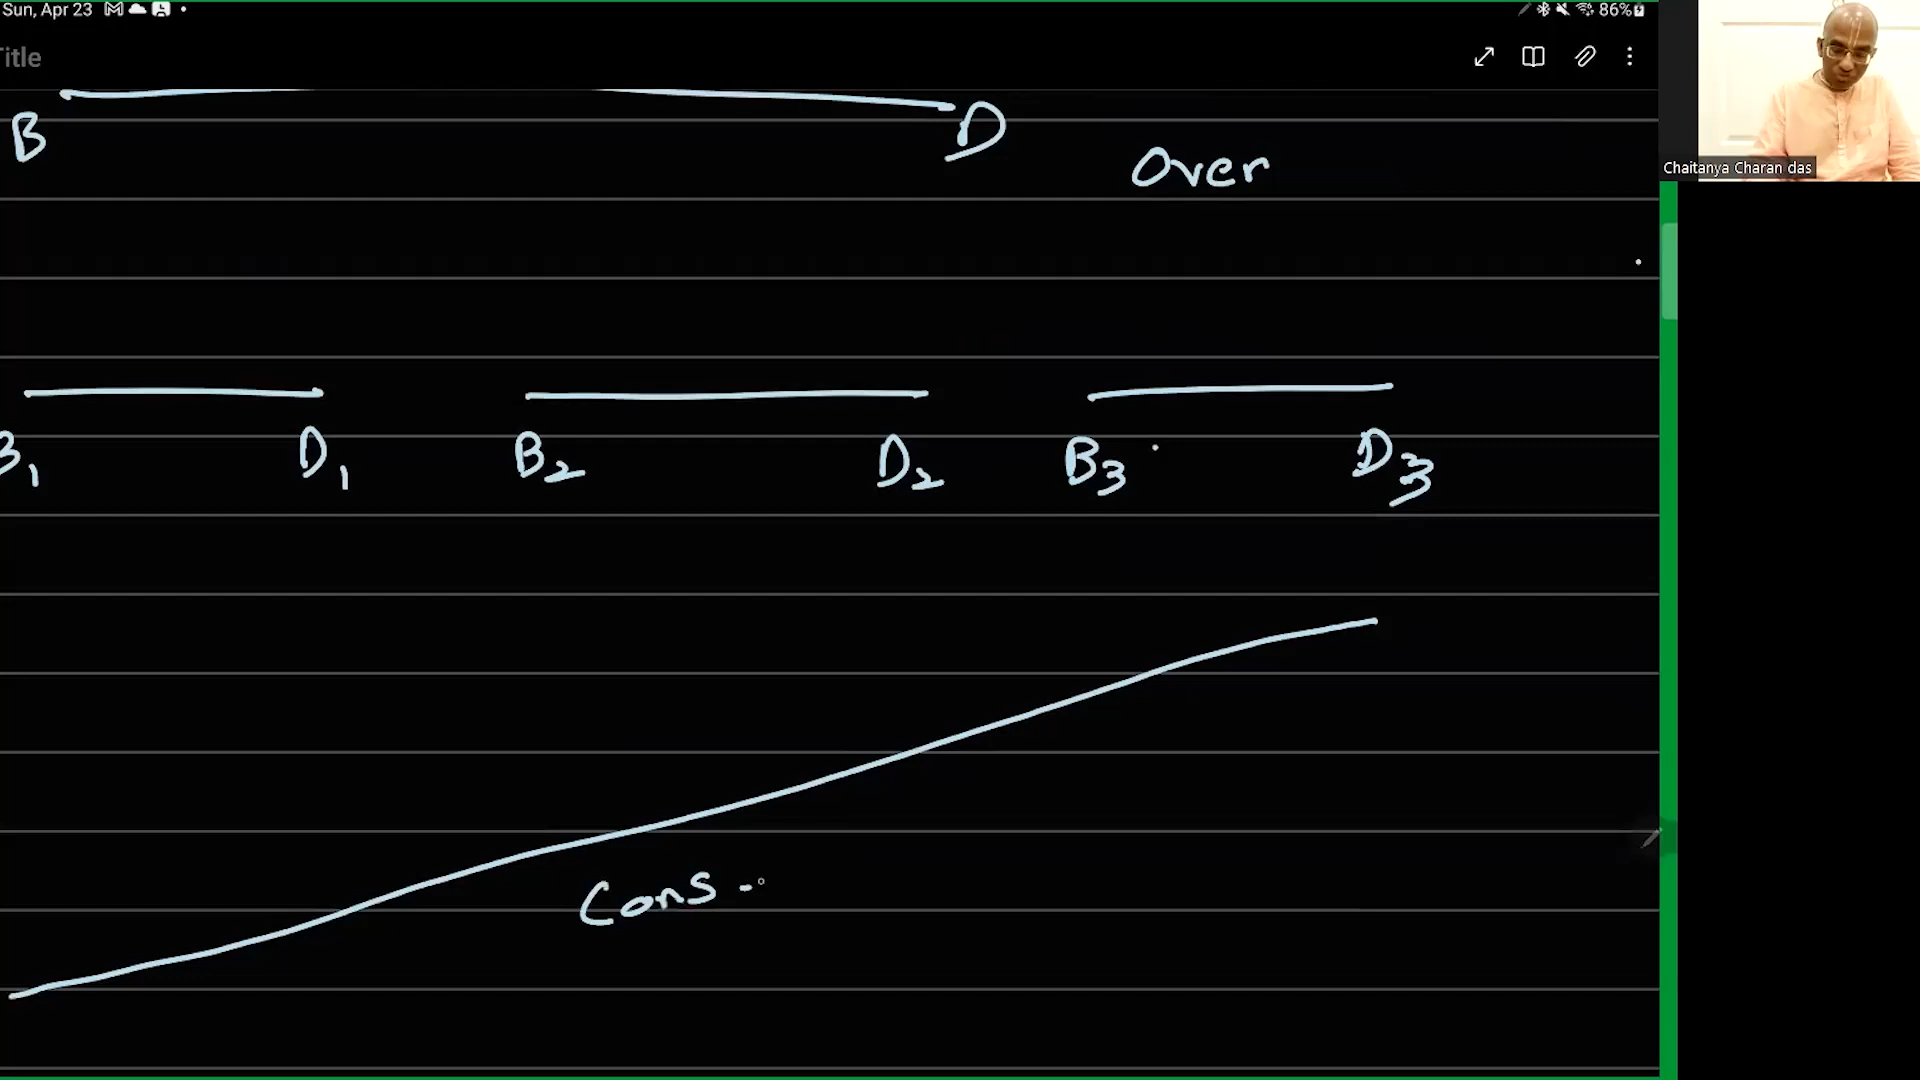 Sun, Apr 23
86%
Title
B D
Over
B1 D1 B2 D2 B3 D3
Cons -
Chaitanya Charan das